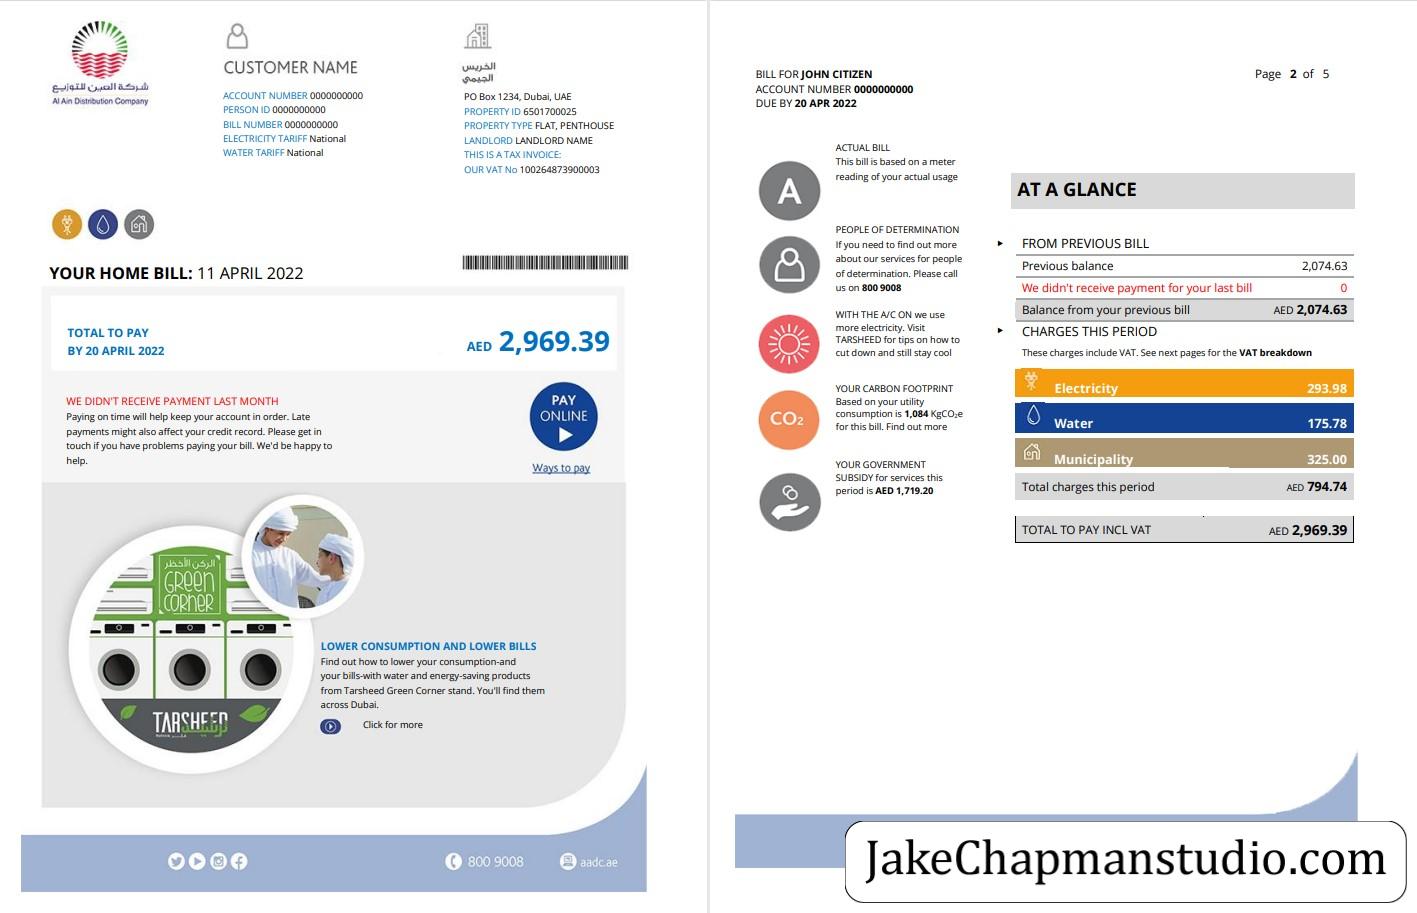 شركة العين للتوزيع
Al Ain Distribution Company
CUSTOMER NAME
ACCOUNT NUMBER 0000000000
PERSON ID 0000000000
BILL NUMBER 0000000000
ELECTRICITY TARIFF National
WATER TARIFF National
الخريس
الجيمي
PO Box 1234, Dubai, UAE
PROPERTY ID 6501700025
PROPERTY TYPE FLAT, PENTHOUSE
LANDLORD LANDLORD NAME
THIS IS A TAX INVOICE:
OUR VAT No 100264873900003
YOUR HOME BILL: 11 APRIL 2022
TOTAL TO PAY
BY 20 APRIL 2022
AED 2,969.39
WE DIDN'T RECEIVE PAYMENT LAST MONTH
Paying on time will help keep your account in order. Late
payments might also affect your credit record. Please get in
touch if you have problems paying your bill. We'd be happy to
help.
PAY
ONLINE
Ways to pay
الركن الأخضر
GREEN
CORNER
TARSHEED
ترشيد
LOWER CONSUMPTION AND LOWER BILLS
Find out how to lower your consumption-and
your bills-with water and energy-saving products
from Tarsheed Green Corner stand. You'll find them
across Dubai.
Click for more
800 9008
aadc.ae
BILL FOR JOHN CITIZEN
ACCOUNT NUMBER 0000000000
DUE BY 20 APR 2022
Page 2 of 5
A
ACTUAL BILL
This bill is based on a meter
reading of your actual usage
PEOPLE OF DETERMINATION
If you need to find out more
about our services for people
of determination. Please call
us on 800 9008
WITH THE A/C ON we use
more electricity. Visit
TARSHEED for tips on how to
cut down and still stay cool
CO₂
YOUR CARBON FOOTPRINT
Based on your utility
consumption is 1,084 KgCO₂e
for this bill. Find out more
YOUR GOVERNMENT
SUBSIDY for services this
period is AED 1,719.20
AT A GLANCE
FROM PREVIOUS BILL
Previous balance 2,074.63
We didn't receive payment for your last bill 0
Balance from your previous bill AED 2,074.63
CHARGES THIS PERIOD
These charges include VAT. See next pages for the VAT breakdown
Electricity 293.98
Water 175.78
Municipality 325.00
Total charges this period AED 794.74
TOTAL TO PAY INCL VAT AED 2,969.39
JakeChapmanstudio.com